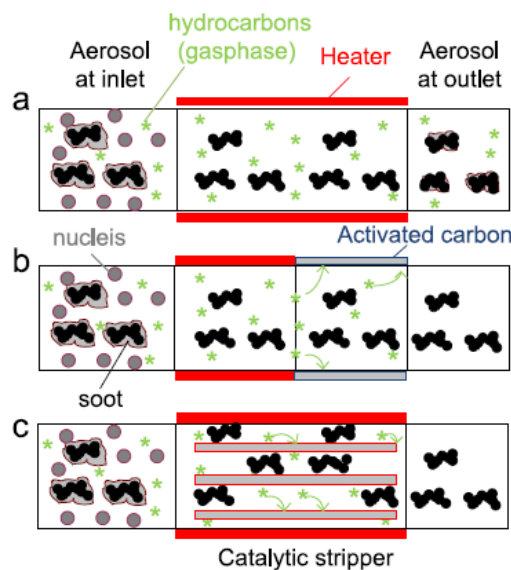 hydrocarbons
(gasphase)
Aerosol
at inlet
Heater
Aerosol
at outlet
a
nucleis
Activated carbon
b
soot
c
Catalytic stripper